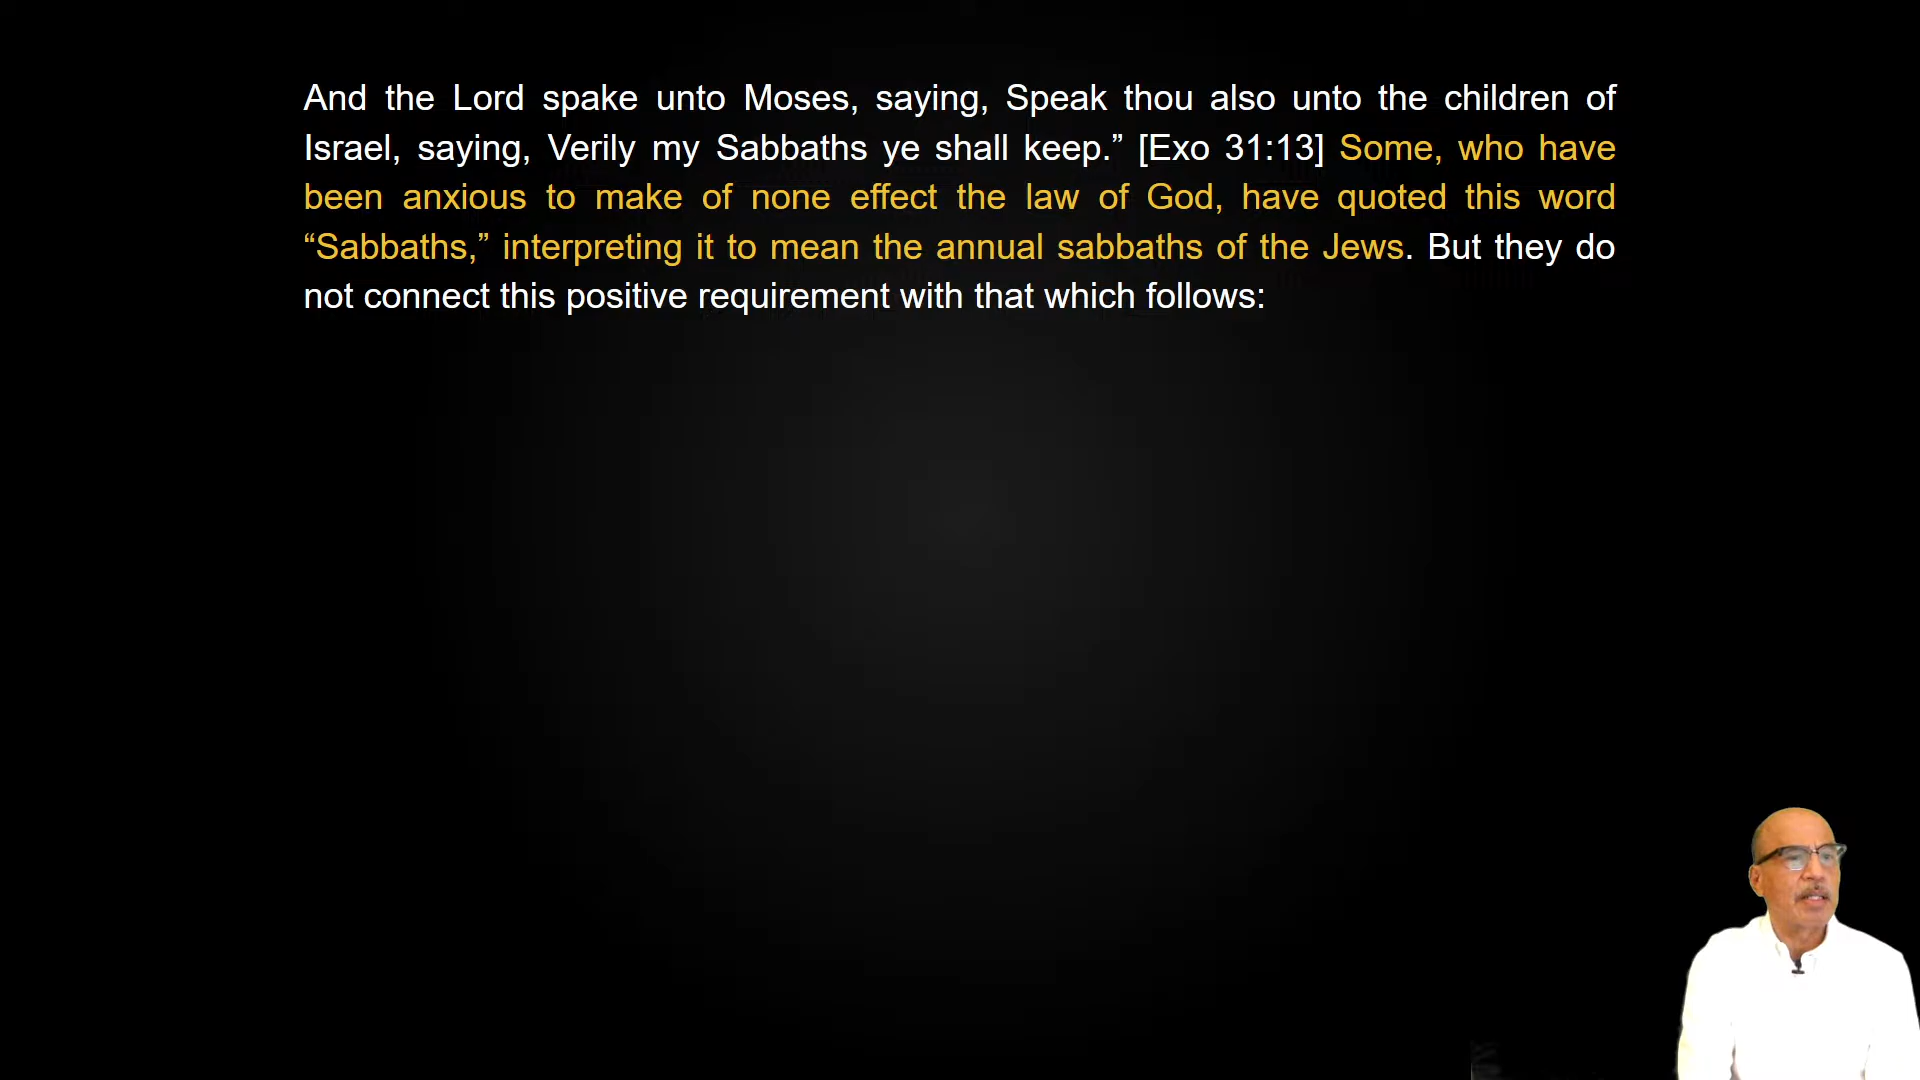 And the Lord spake unto Moses, saying, Speak thou also unto the children of
Israel, saying, Verily my Sabbaths ye shall keep.” [Exo 31:13] Some, who have
been anxious to make of none effect the law of God, have quoted this word
“Sabbaths,” interpreting it to mean the annual sabbaths of the Jews. But they do
not connect this positive requirement with that which follows: